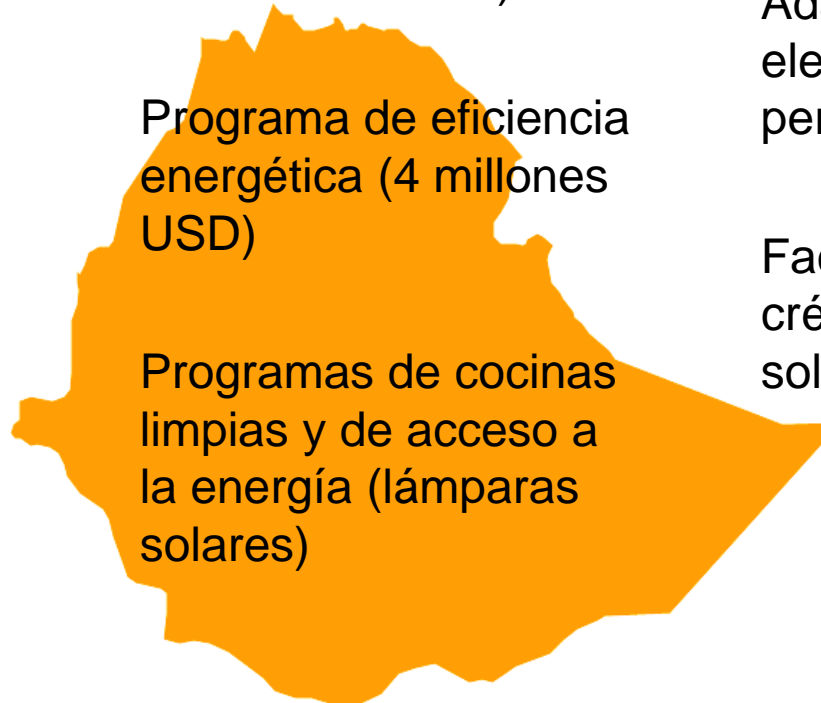 Programa de eficiencia
energética (4 millones
USD)
Programas de cocinas
limpias y de acceso a
la energía (lámparas
solares)